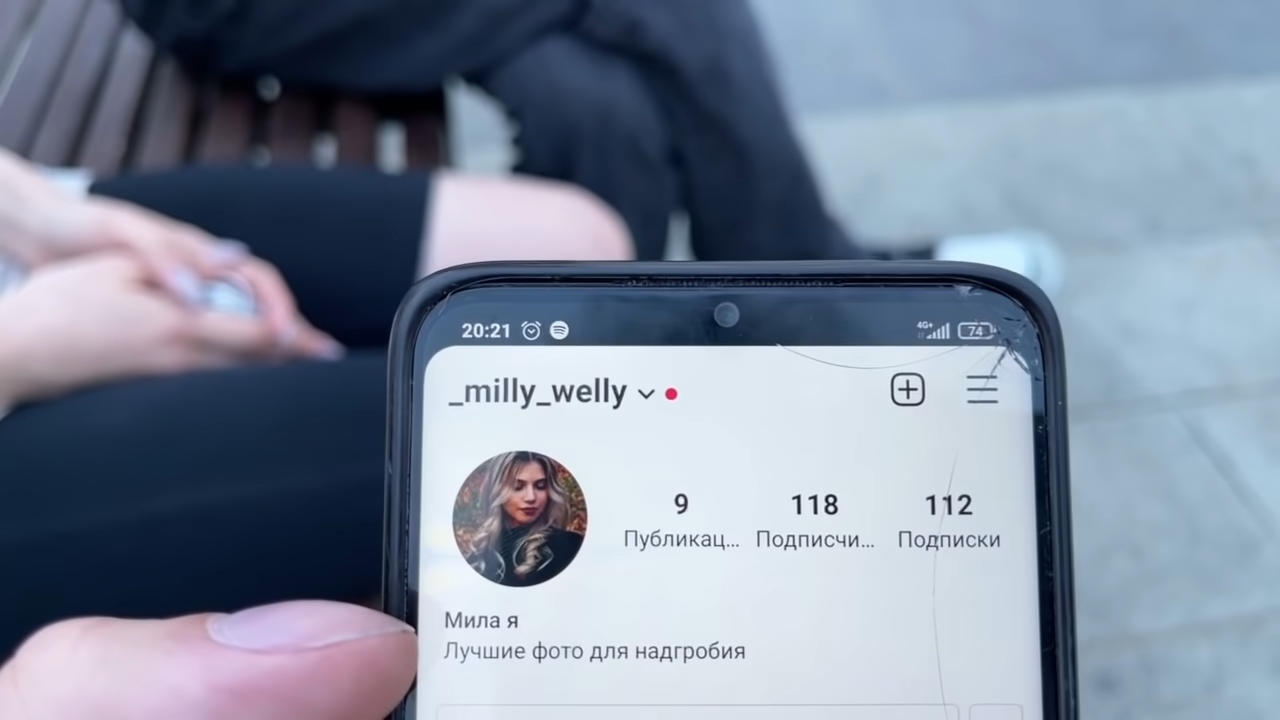 20:21 4G+ 74
_milly_welly
9 118 112
Публикац... Подписчи... Подписки
Мила я
Лучшие фото для надгробия